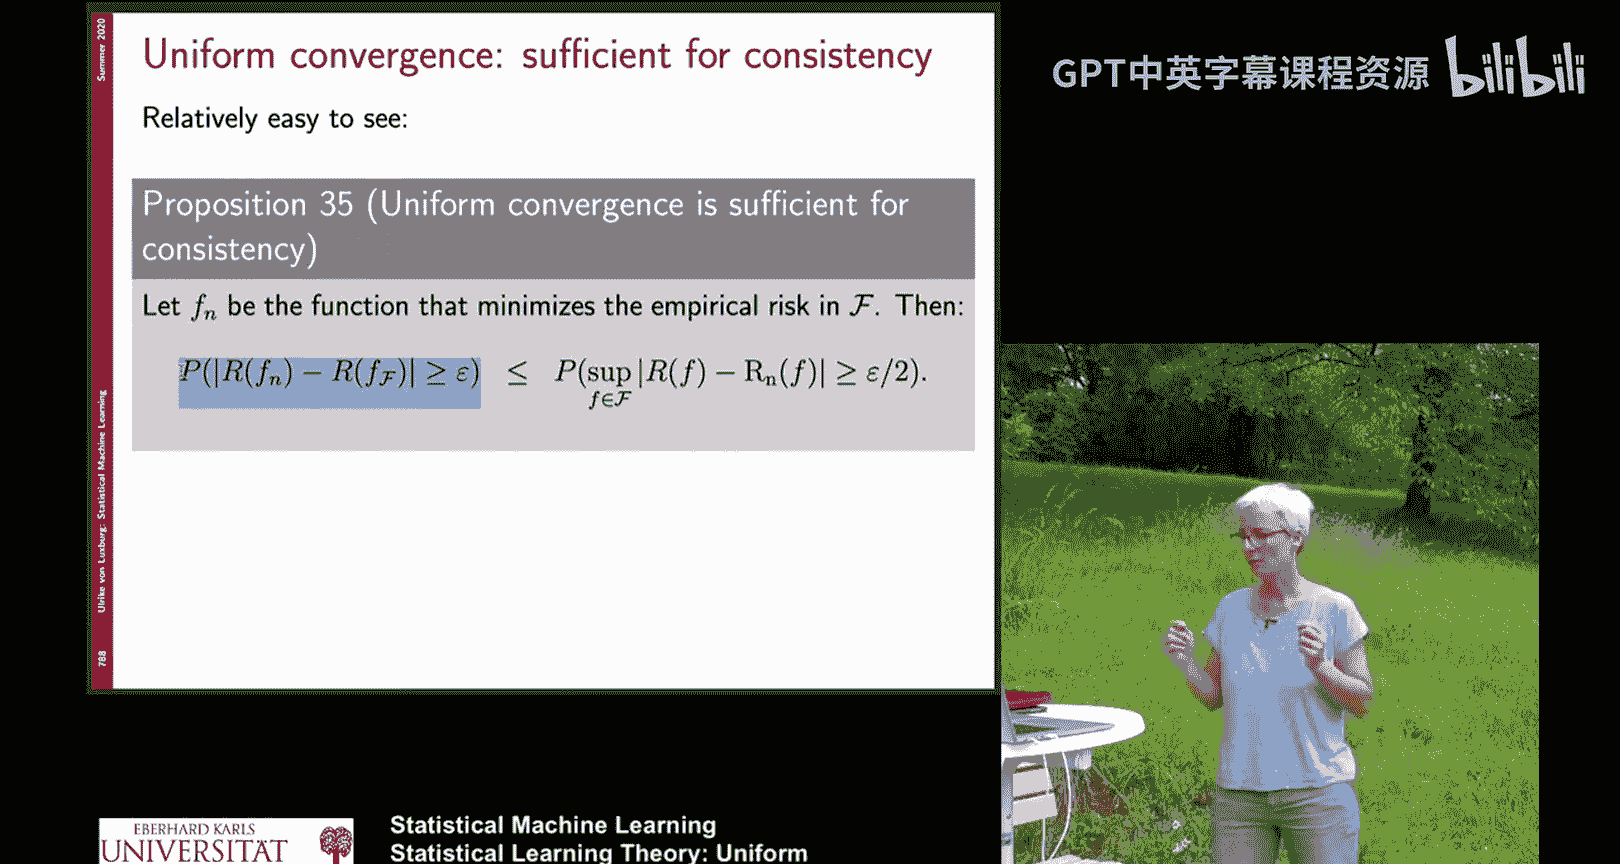 Summer 2020
Uniform convergence: sufficient for consistency
Relatively easy to see:
Proposition 35 (Uniform convergence is sufficient for
consistency)
Let fₙ be the function that minimizes the empirical risk in ℱ. Then:
P(|R(fₙ) − R(f_ℱ)| ≥ ε) ≤ P(sup_{f∈ℱ} |R(f) − Rₙ(f)| ≥ ε/2).
Ulrike von Luxburg: Statistical Machine Learning
788
GPT中英字幕课程资源
bilibili
EBERHARD KARLS
UNIVERSITÄT
Statistical Machine Learning
Statistical Learning Theory: Uniform